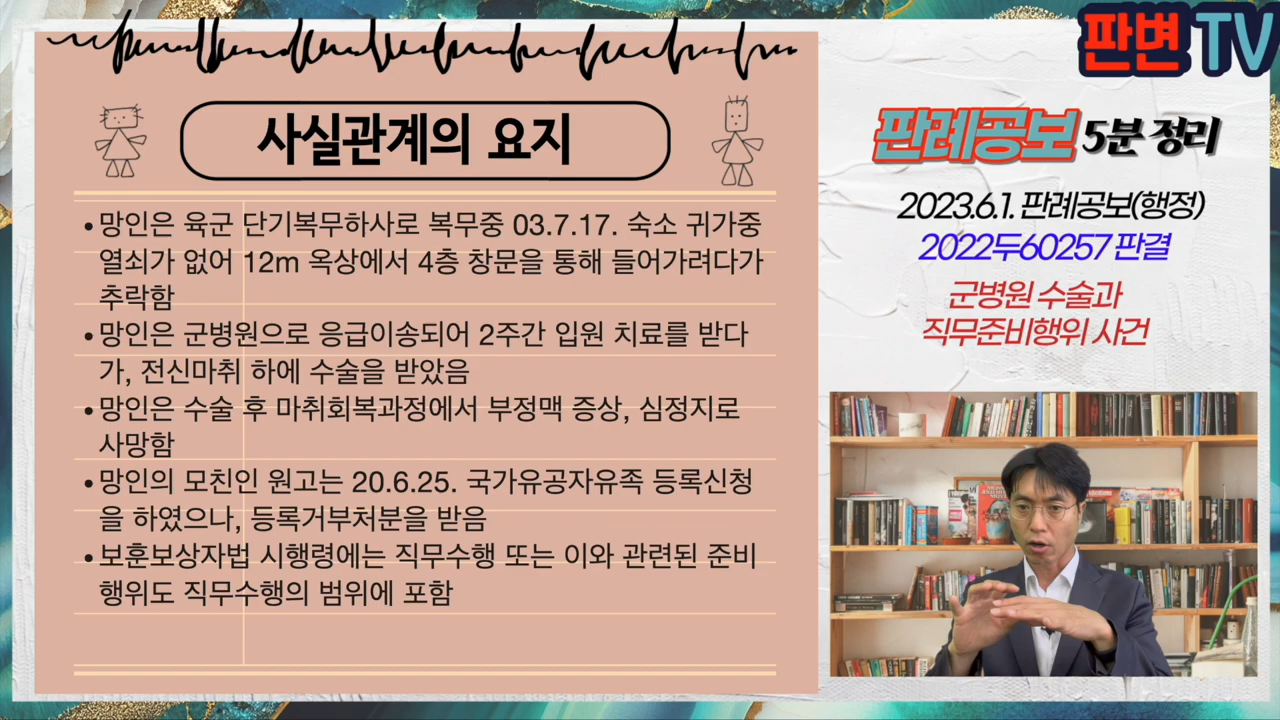 판변 TV
사실관계의 요지
•망인은 육군 단기복무하사로 복무중 03.7.17. 숙소 귀가중
열쇠가 없어 12m 옥상에서 4층 창문을 통해 들어가려다가
추락함
•망인은 군병원으로 응급이송되어 2주간 입원 치료를 받다
가, 전신마취 하에 수술을 받았음
•망인은 수술 후 마취회복과정에서 부정맥 증상, 심정지로
사망함
•망인의 모친인 원고는 20.6.25. 국가유공자유족 등록신청
을 하였으나, 등록거부처분을 받음
•보훈보상자법 시행령에는 직무수행 또는 이와 관련된 준비
행위도 직무수행의 범위에 포함
판례공보 5분 정리
2023.6.1. 판례공보(행정)
2022두60257 판결
군병원 수술과
직무준비행위 사건